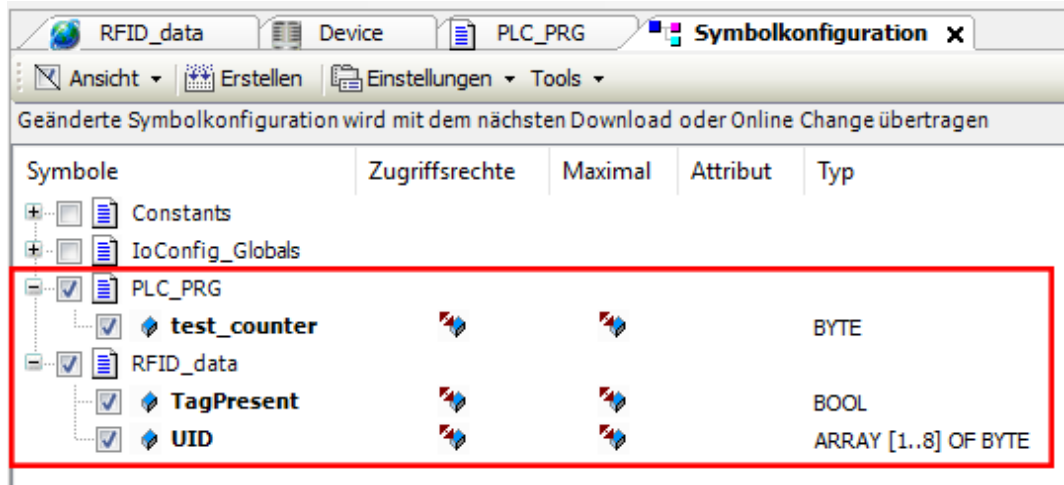 RFID_data Device PLC_PRG Symbolkonfiguration x
Ansicht Erstellen Einstellungen Tools
Geänderte Symbolkonfiguration wird mit dem nächsten Download oder Online Change übertragen
Symbole Zugriffsrechte Maximal Attribut Typ
Constants
IoConfig_Globals
PLC_PRG
test_counter BYTE
RFID_data
TagPresent BOOL
UID ARRAY [1..8] OF BYTE